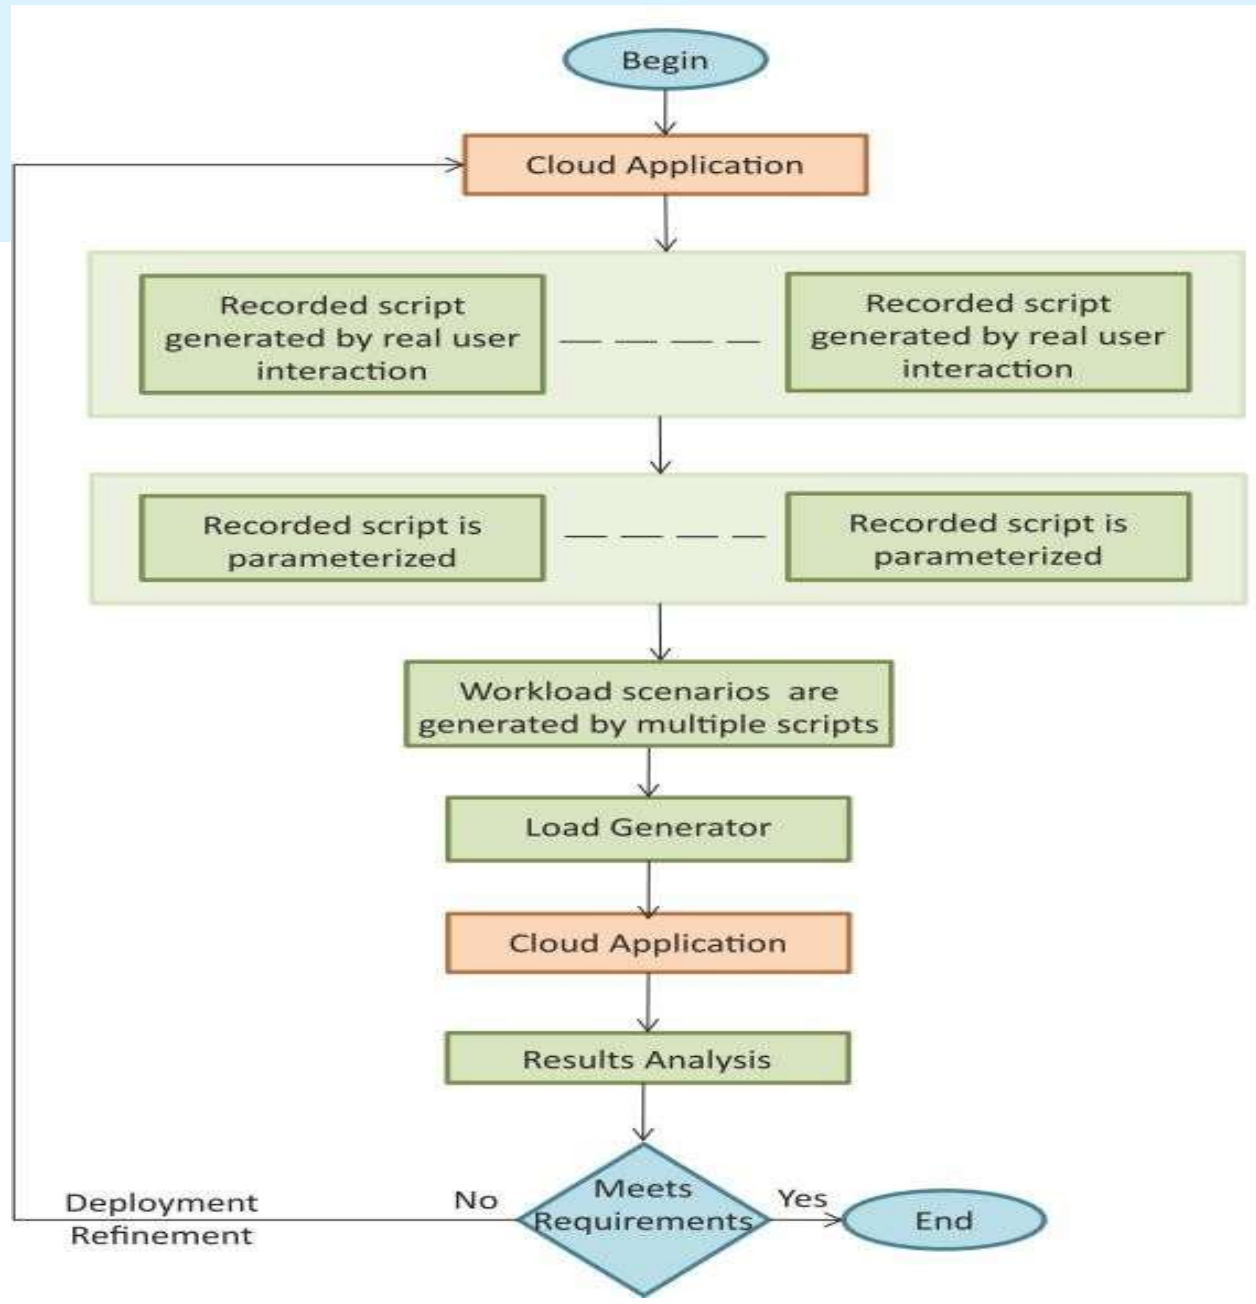 Begin
Cloud Application
Recorded script
generated by real user
interaction
Recorded script
generated by real user
interaction
Recorded script is
parameterized
Recorded script is
parameterized
Workload scenarios are
generated by multiple scripts
Load Generator
Cloud Application
Results Analysis
Meets
Requirements
No
Yes
Deployment
Refinement
End